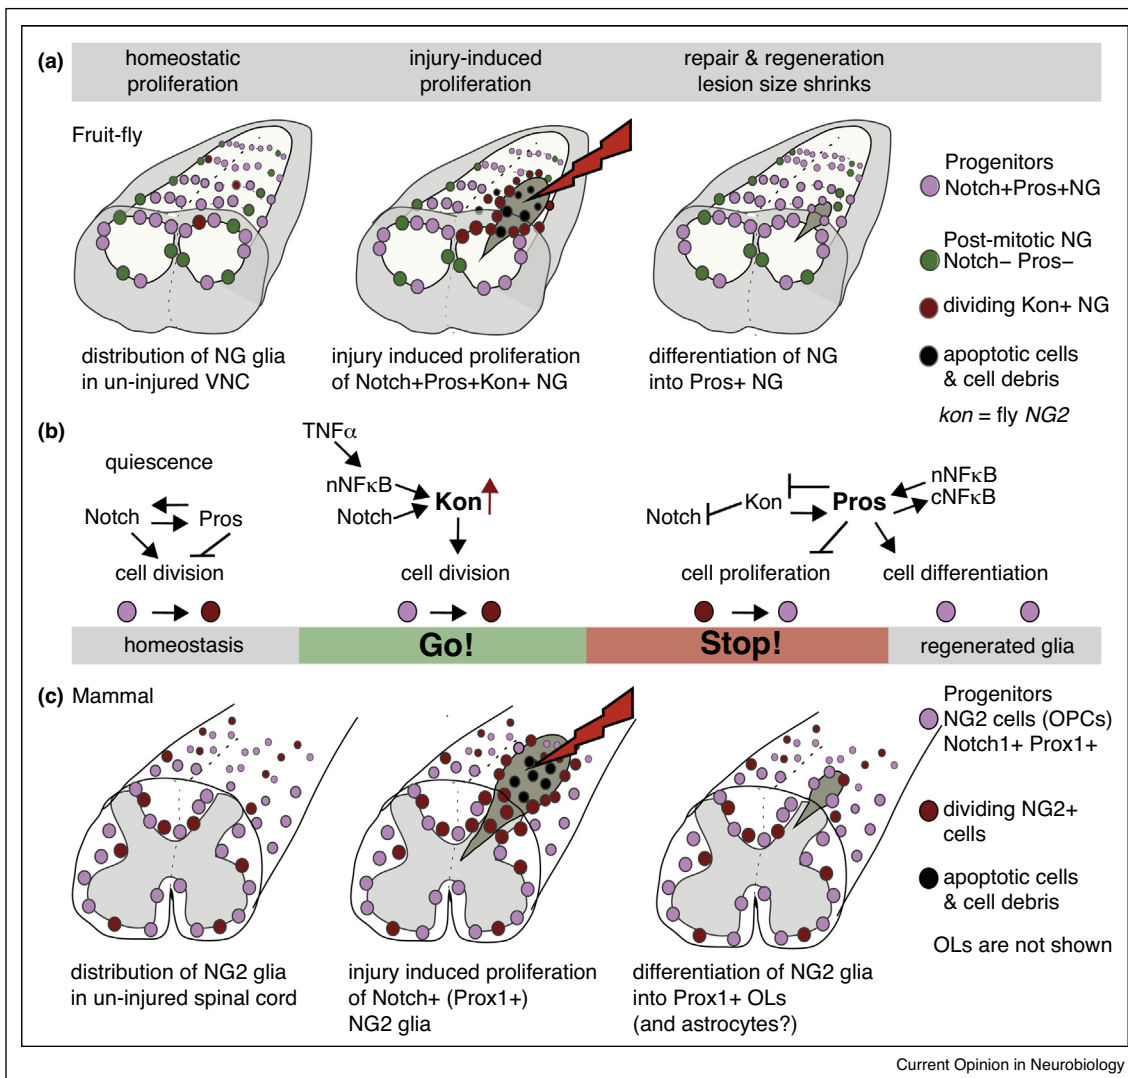 (a)
homeostatic
proliferation
injury-induced
proliferation
repair & regeneration
lesion size shrinks
Fruit-fly
Progenitors
Notch+Pros+NG
Post-mitotic NG
Notch– Pros–
dividing Kon+ NG
apoptotic cells
& cell debris
kon = fly NG2
distribution of NG glia
in un-injured VNC
injury induced proliferation
of Notch+Pros+Kon+ NG
differentiation of NG
into Pros+ NG
(b)
quiescence
Notch
Pros
cell division
TNFα
nNFκB
Notch
Kon
cell division
Notch
Kon
Pros
nNFκB
cNFκB
cell proliferation
cell differentiation
homeostasis
Go!
Stop!
regenerated glia
(c) Mammal
Progenitors
NG2 cells (OPCs)
Notch1+ Prox1+
dividing NG2+
cells
apoptotic cells
& cell debris
OLs are not shown
distribution of NG2 glia
in un-injured spinal cord
injury induced proliferation
of Notch+ (Prox1+)
NG2 glia
differentiation of NG2 glia
into Prox1+ OLs
(and astrocytes?)
Current Opinion in Neurobiology